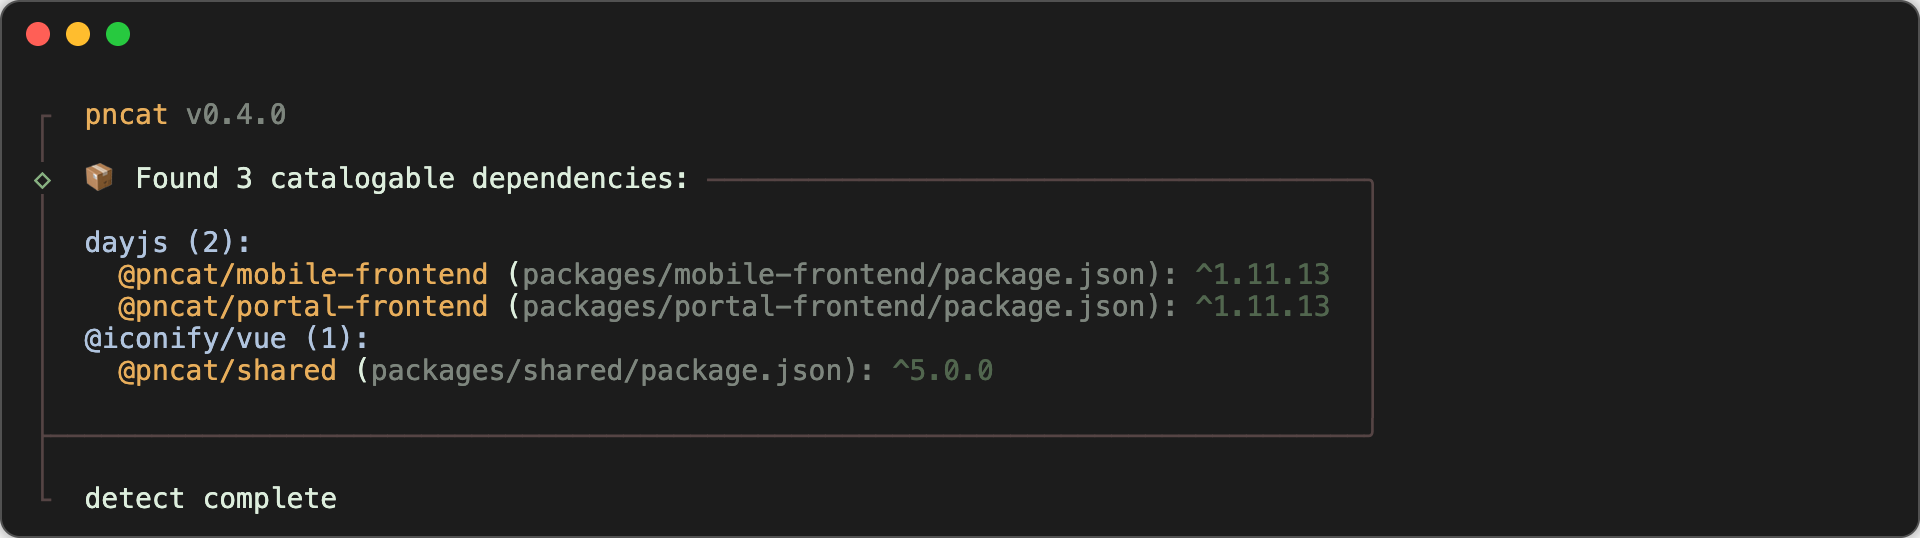 pncat v0.4.0
📦 Found 3 catalogable dependencies:
dayjs (2):
@pncat/mobile-frontend (packages/mobile-frontend/package.json): ^1.11.13
@pncat/portal-frontend (packages/portal-frontend/package.json): ^1.11.13
@iconify/vue (1):
@pncat/shared (packages/shared/package.json): ^5.0.0
detect complete